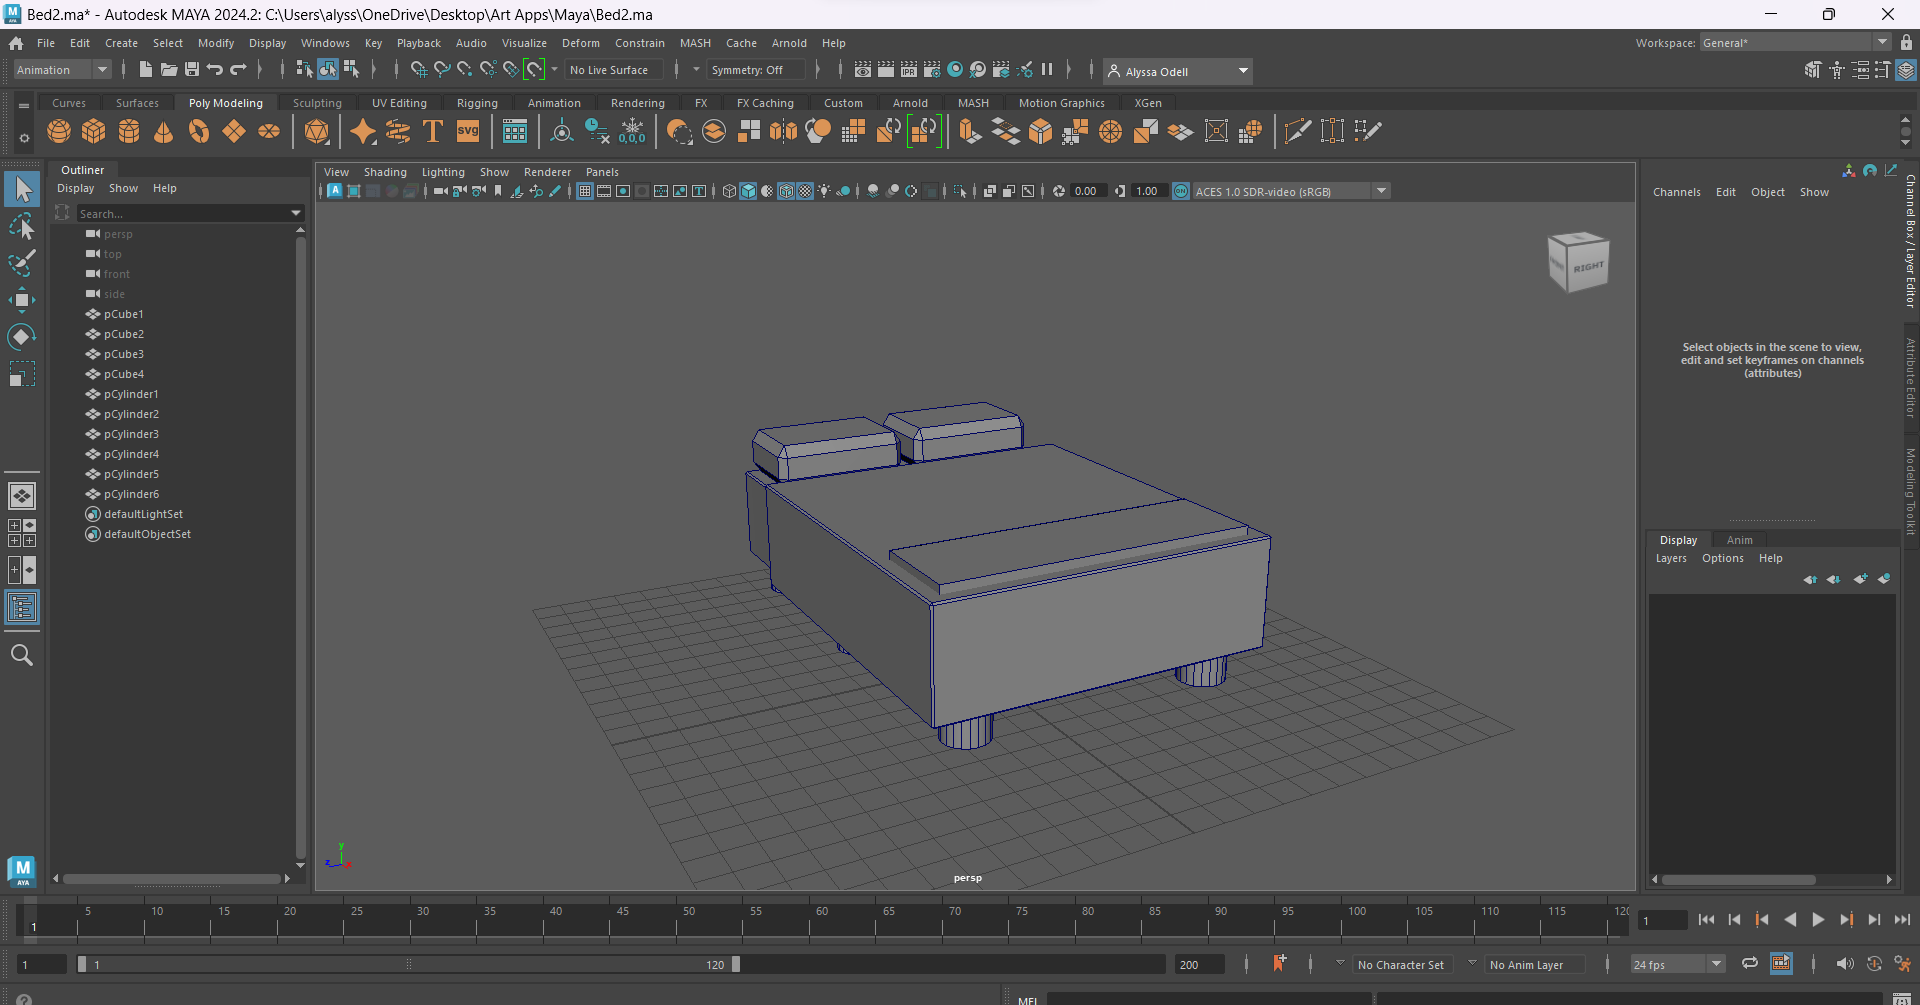 Bed2.ma* - Autodesk MAYA 2024.2: C:\Users\alyss\OneDrive\Desktop\Art Apps\Maya\Bed2.ma
File Edit Create Select Modify Display Windows Key Playback Audio Visualize Deform Constrain MASH Cache Arnold Help
Workspace: General*
Animation No Live Surface Symmetry: Off IPR Alyssa Odell
Curves Surfaces Poly Modeling Sculpting UV Editing Rigging Animation Rendering FX FX Caching Custom Arnold MASH Motion Graphics XGen
T SVG 0,0,0
Outliner
Display Show Help
Search...
persp
top
front
side
pCube1
pCube2
pCube3
pCube4
pCylinder1
pCylinder2
pCylinder3
pCylinder4
pCylinder5
pCylinder6
defaultLightSet
defaultObjectSet
View Shading Lighting Show Renderer Panels
0.00 1.00 ON ACES 1.0 SDR-video (sRGB)
RIGHT
y
z x
persp
Channels Edit Object Show
Select objects in the scene to view,
edit and set keyframes on channels
(attributes)
Channel Box / Layer Editor
Attribute Editor
Modeling Toolkit
Display Anim
Layers Options Help
M
AYA
5 10 15 20 25 30 35 40 45 50 55 60 65 70 75 80 85 90 95 100 105 110 115 120
1
1
1 1 120 200 No Character Set No Anim Layer 24 fps
MEL